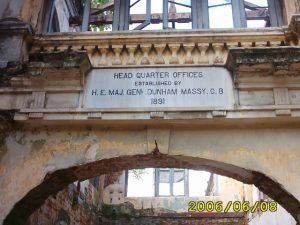 HEAD QUARTER OFFICES
ESTABLISHED BY
H. E. MAJ. GENL DUNHAM MASSY. C. B
1891
2006/06/08